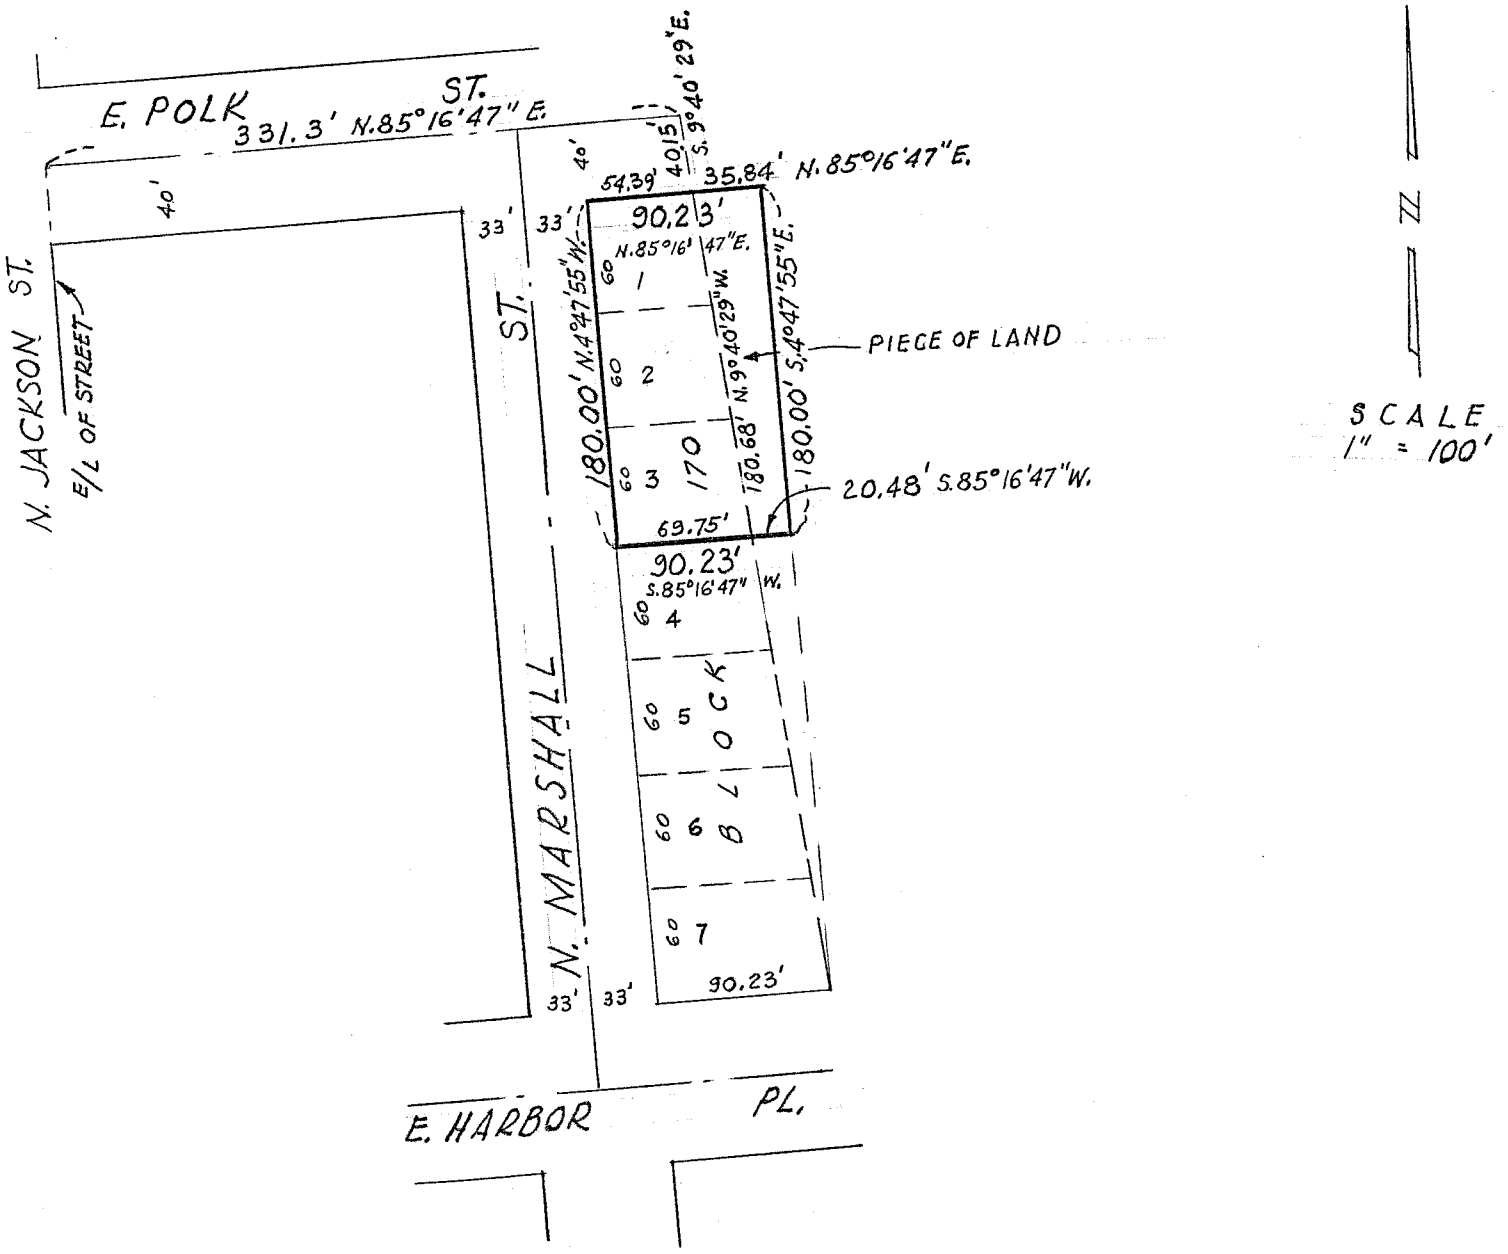 E. POLK ST.
331.3' N.85°16'47" E.
40'
40'
40.15'
S. 9°40'29"E.
54.39'
35.84' N.85°16'47"E.
33'
33'
90.23'
N.85°16'47"E.
60
1
60
2
60
3
170
180.00' N.4°47'55"W.
180.68' N.9°40'29"W.
180.00' S.4°47'55"E.
PIECE OF LAND
20.48' S.85°16'47"W.
69.75'
90.23'
S.85°16'47" W.
60
4
60
5
60
6
60
7
BLOCK
90.23'
N. JACKSON ST.
E/L OF STREET
N. MARSHALL ST.
33'
33'
E. HARBOR PL.
N
SCALE
1" = 100'